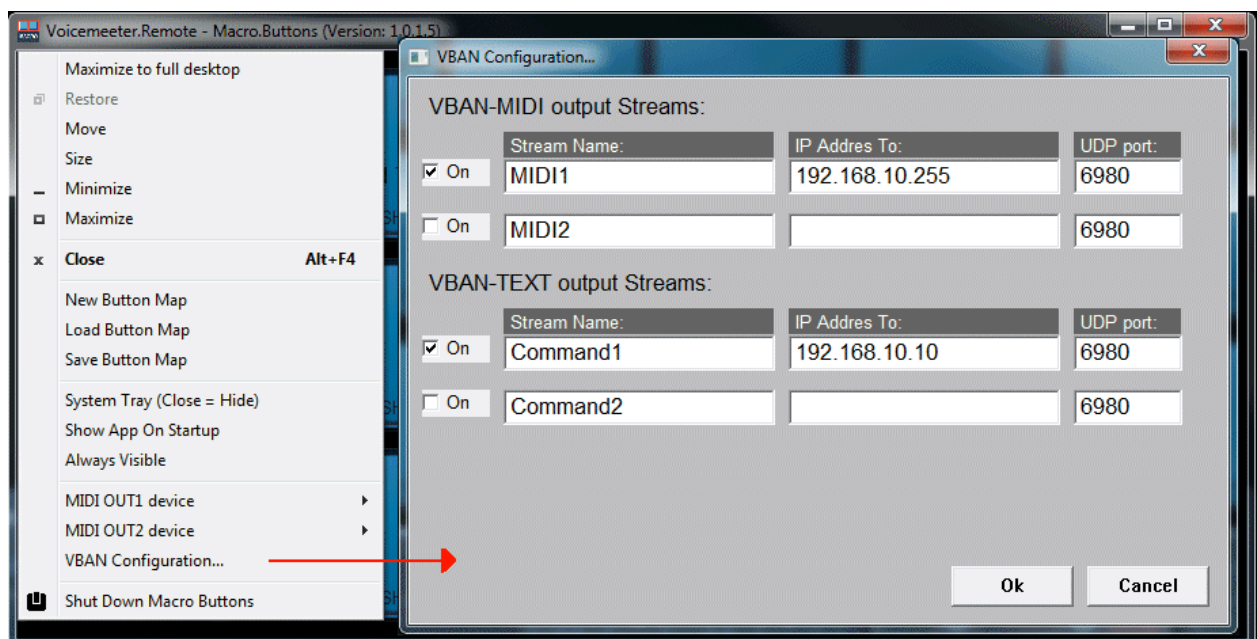 Voicemeeter.Remote - Macro.Buttons (Version: 1.0.1.5)
Maximize to full desktop
Restore
Move
Size
Minimize
Maximize
Close Alt+F4
New Button Map
Load Button Map
Save Button Map
System Tray (Close = Hide)
Show App On Startup
Always Visible
MIDI OUT1 device
MIDI OUT2 device
VBAN Configuration...
Shut Down Macro Buttons
VBAN Configuration...
VBAN-MIDI output Streams:
Stream Name: IP Addres To: UDP port:
On MIDI1 192.168.10.255 6980
On MIDI2 6980
VBAN-TEXT output Streams:
Stream Name: IP Addres To: UDP port:
On Command1 192.168.10.10 6980
On Command2 6980
Ok Cancel